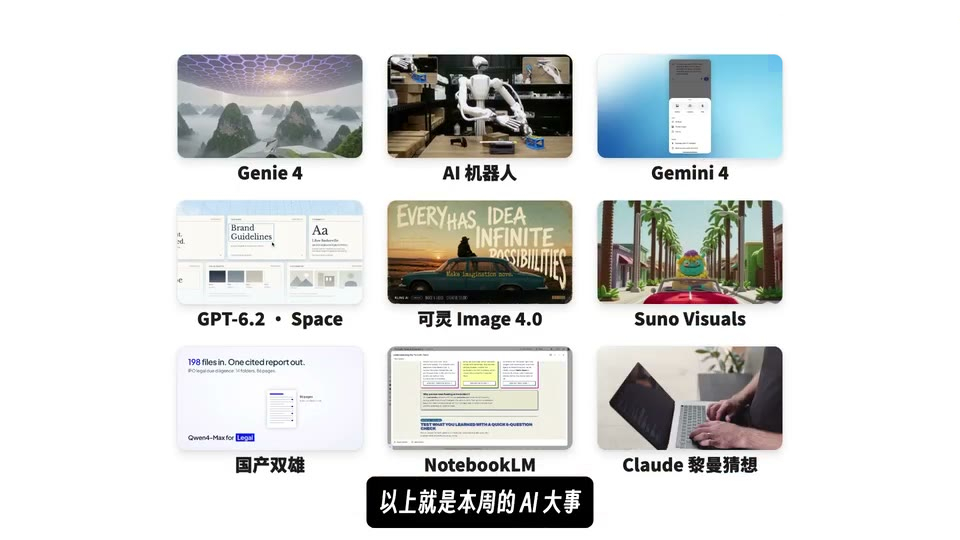 Genie 4
AI 机器人
Gemini 4
Brand
Guidelines
Aa
EVERY IDEA
HAS INFINITE
POSSIBILITIES
Make imagination move.
GPT-6.2 · Space
可灵 Image 4.0
Suno Visuals
198 files in. One cited report out.
Qwen4-Max for Legal
TEST WHAT YOU LEARNED WITH A QUICK 5-QUESTION
CHECK
国产双雄
NotebookLM
Claude 黎曼猜想
以上就是本周的 AI 大事